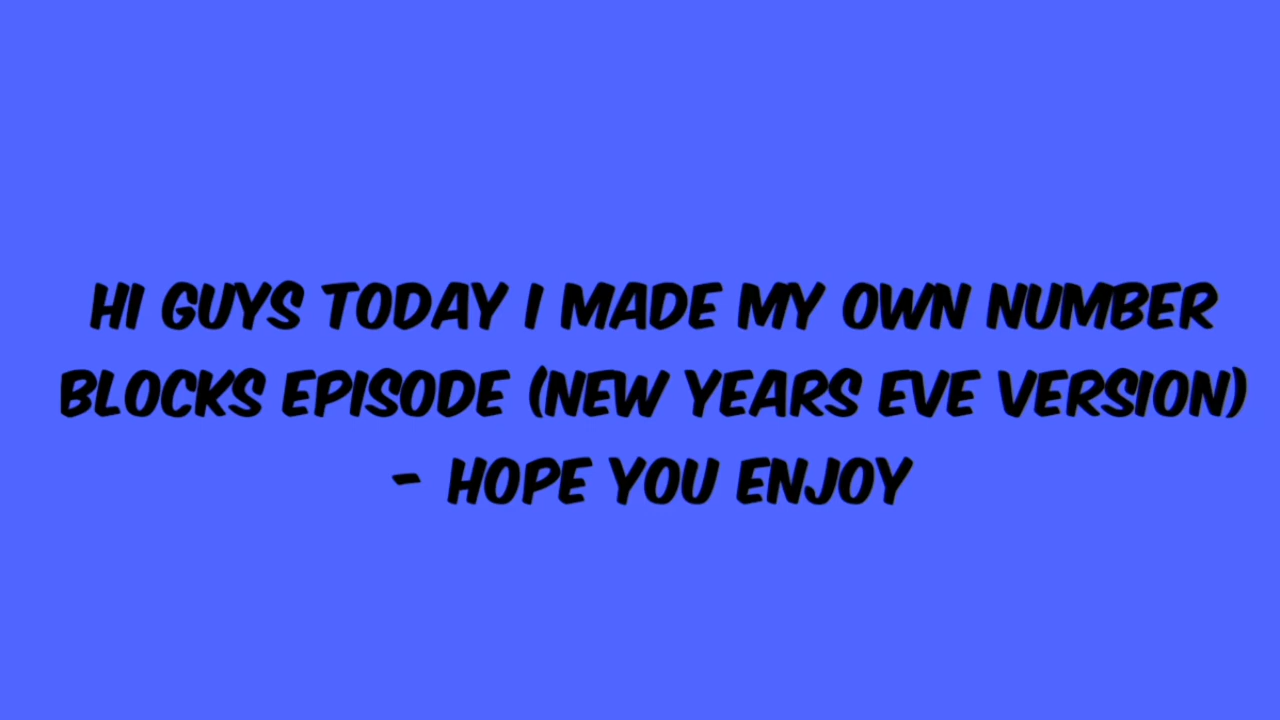 HI GUYS TODAY I MADE MY OWN NUMBER
BLOCKS EPISODE (NEW YEARS EVE VERSION)
- HOPE YOU ENJOY